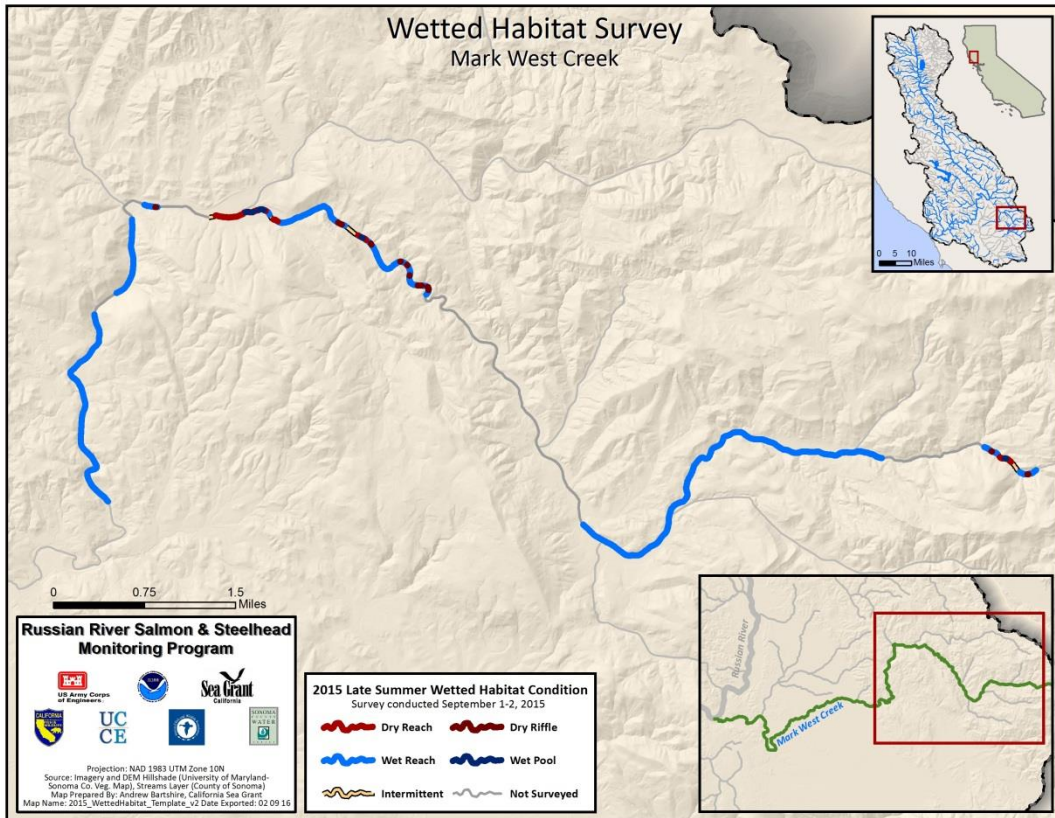 Wetted Habitat Survey
Mark West Creek
0 5 10
Miles
0 0.75 1.5
Miles
Russian River Salmon & Steelhead
Monitoring Program
US Army Corps
of Engineers
Sea Grant
California
CALIFORNIA
UC
CE
SONOMA
COUNTY
WATER
Projection: NAD 1983 UTM Zone 10N
Source: Imagery and DEM Hillshade (University of Maryland-
Sonoma Co. Veg. Map), Streams Layer (County of Sonoma)
Map Prepared By: Andrew Bartshire, California Sea Grant
Map Name: 2015_WettedHabitat_Template_v2 Date Exported: 02 09 16
2015 Late Summer Wetted Habitat Condition
Survey conducted September 1-2, 2015
Dry Reach
Dry Riffle
Wet Reach
Wet Pool
Intermittent
Not Surveyed
Russian River
Mark West Creek